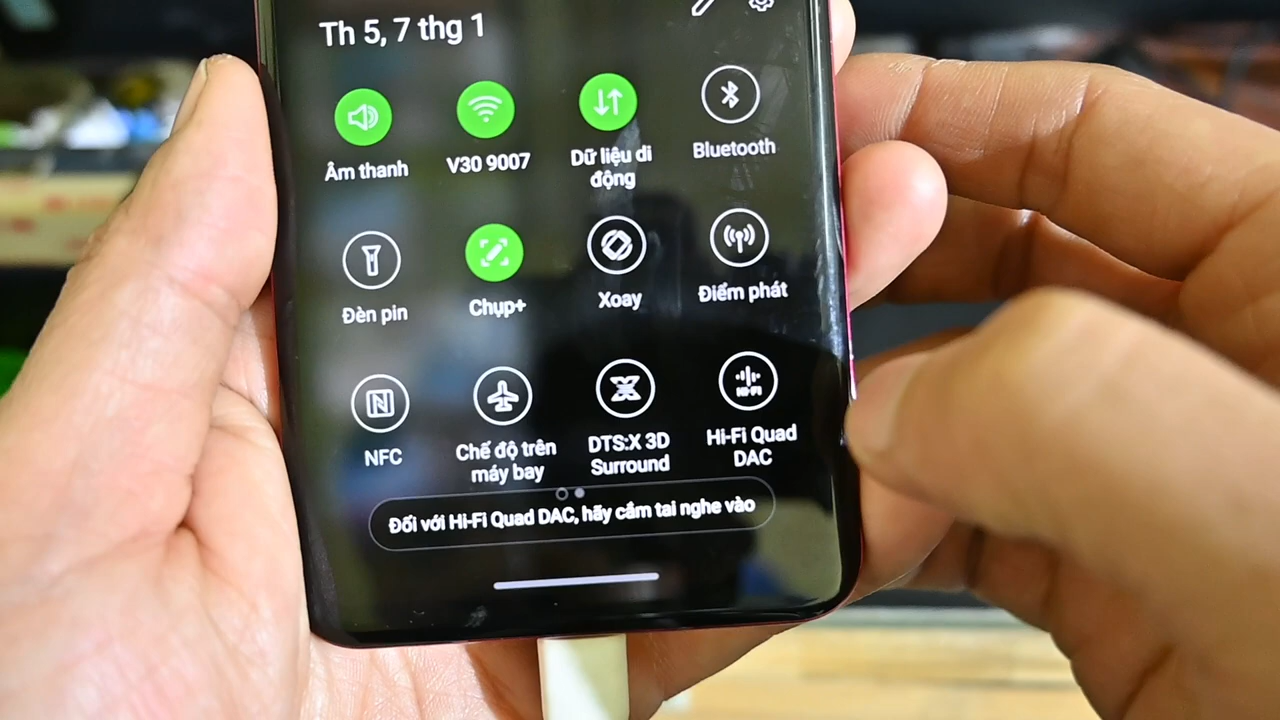 Th 5, 7 thg 1
Âm thanh
V30 9007
Dữ liệu di
động
Bluetooth
Đèn pin
Chụp+
Xoay
Điểm phát
N
NFC
Chế độ trên
máy bay
DTS:X 3D
Surround
HI-FI
Hi-Fi Quad
DAC
Đối với Hi-Fi Quad DAC, hãy cắm tai nghe vào